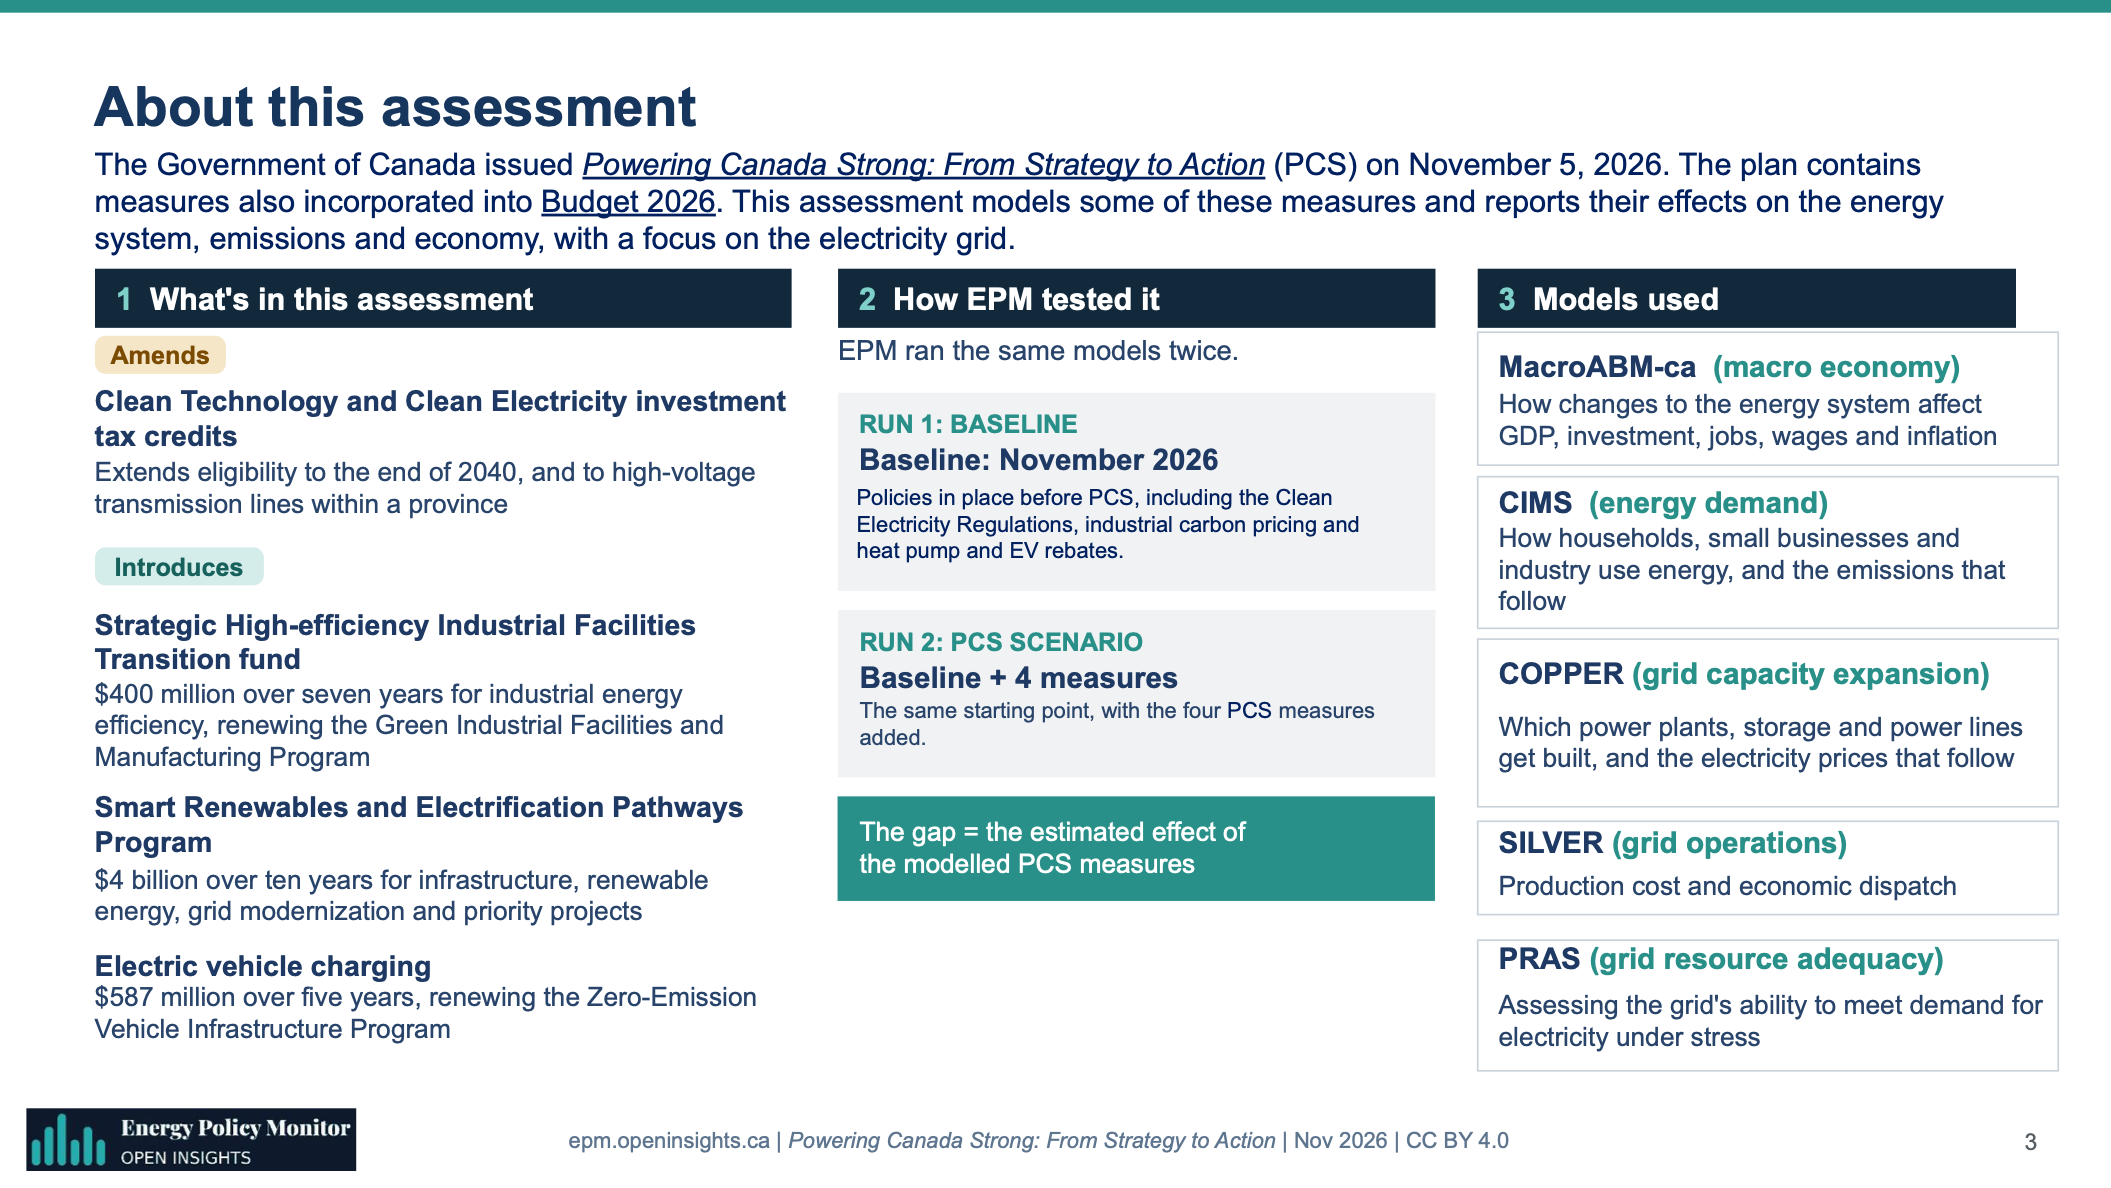 About this assessment
The Government of Canada issued Powering Canada Strong: From Strategy to Action (PCS) on November 5, 2026. The plan contains
measures also incorporated into Budget 2026. This assessment models some of these measures and reports their effects on the energy
system, emissions and economy, with a focus on the electricity grid.
1 What's in this assessment
Amends
Clean Technology and Clean Electricity investment
tax credits
Extends eligibility to the end of 2040, and to high-voltage
transmission lines within a province
Introduces
Strategic High-efficiency Industrial Facilities
Transition fund
$400 million over seven years for industrial energy
efficiency, renewing the Green Industrial Facilities and
Manufacturing Program
Smart Renewables and Electrification Pathways
Program
$4 billion over ten years for infrastructure, renewable
energy, grid modernization and priority projects
Electric vehicle charging
$587 million over five years, renewing the Zero-Emission
Vehicle Infrastructure Program
2 How EPM tested it
EPM ran the same models twice.
RUN 1: BASELINE
Baseline: November 2026
Policies in place before PCS, including the Clean
Electricity Regulations, industrial carbon pricing and
heat pump and EV rebates.
RUN 2: PCS SCENARIO
Baseline + 4 measures
The same starting point, with the four PCS measures
added.
The gap = the estimated effect of
the modelled PCS measures
3 Models used
MacroABM-ca (macro economy)
How changes to the energy system affect
GDP, investment, jobs, wages and inflation
CIMS (energy demand)
How households, small businesses and
industry use energy, and the emissions that
follow
COPPER (grid capacity expansion)
Which power plants, storage and power lines
get built, and the electricity prices that follow
SILVER (grid operations)
Production cost and economic dispatch
PRAS (grid resource adequacy)
Assessing the grid's ability to meet demand for
electricity under stress
Energy Policy Monitor
OPEN INSIGHTS
epm.openinsights.ca | Powering Canada Strong: From Strategy to Action | Nov 2026 | CC BY 4.0
3